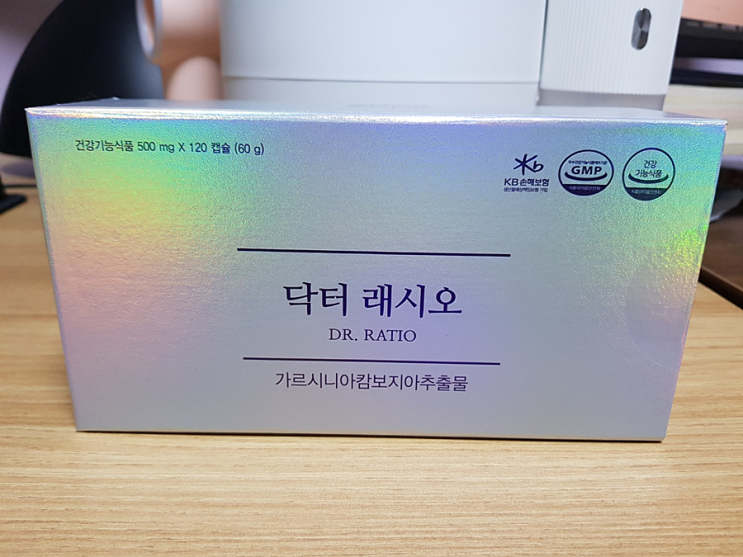 건강기능식품 500 mg X 120 캡슐 (60 g)
KB손해보험
GMP
건강
기능식품
닥터 래시오
DR. RATIO
가르시니아캄보지아추출물